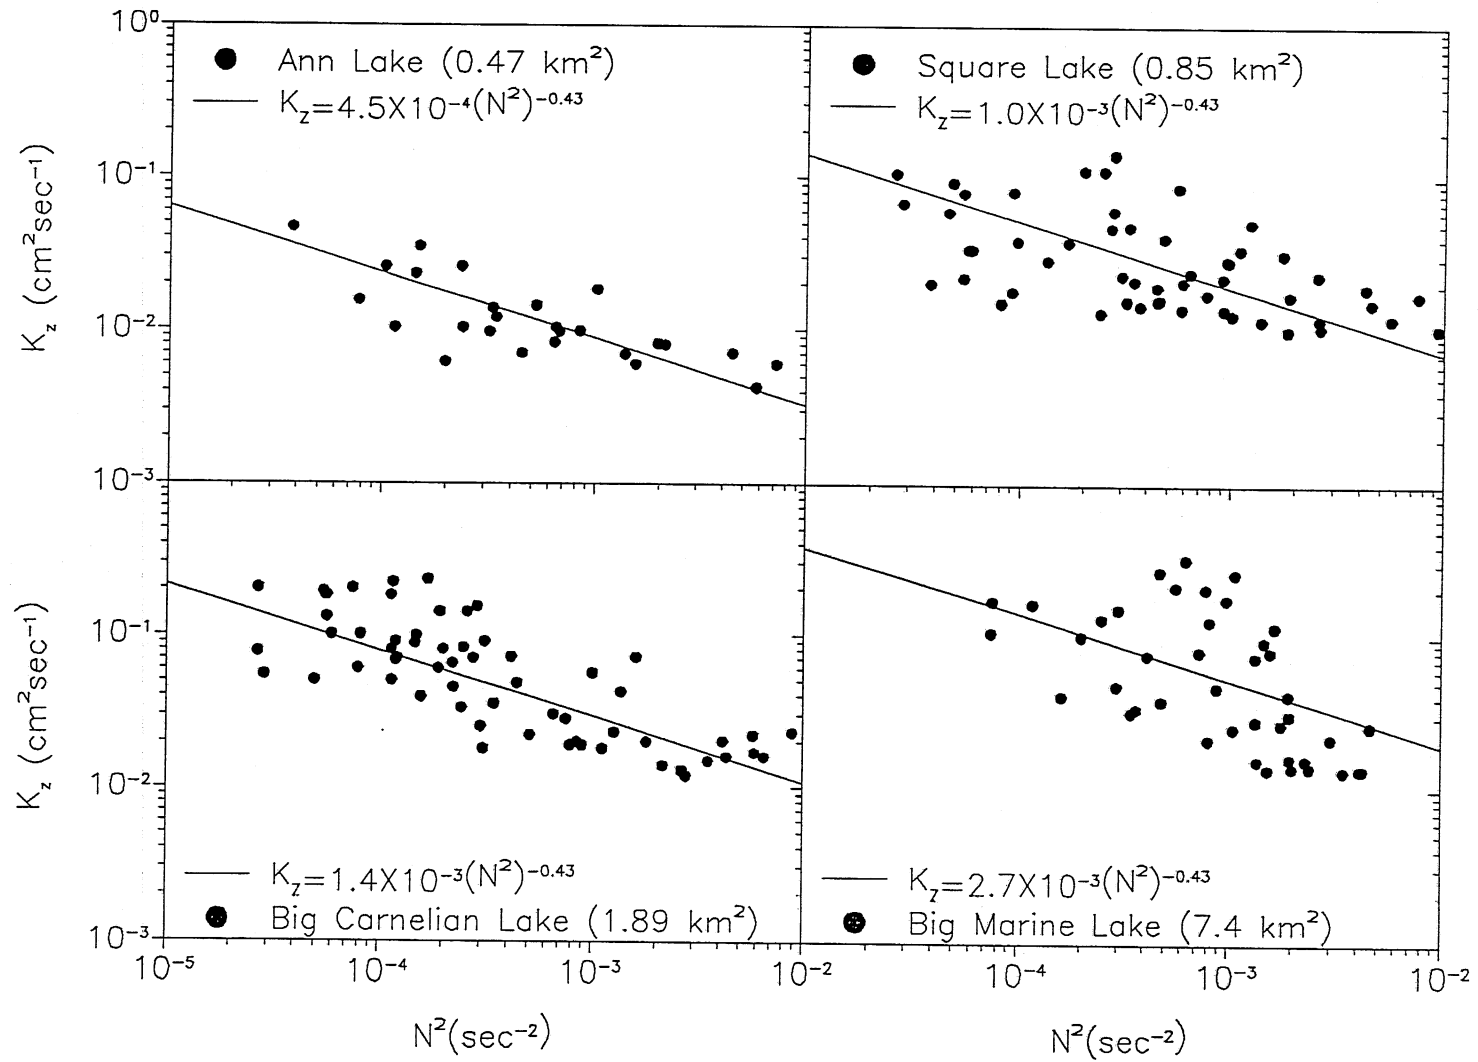 10⁰
10⁻¹
10⁻²
10⁻³
K_z (cm²sec⁻¹)
● Ann Lake (0.47 km²)
K_z=4.5X10⁻⁴(N²)⁻⁰·⁴³
● Square Lake (0.85 km²)
K_z=1.0X10⁻³(N²)⁻⁰·⁴³
10⁻¹
10⁻²
10⁻³
K_z (cm²sec⁻¹)
K_z=1.4X10⁻³(N²)⁻⁰·⁴³
● Big Carnelian Lake (1.89 km²)
K_z=2.7X10⁻³(N²)⁻⁰·⁴³
● Big Marine Lake (7.4 km²)
10⁻⁵ 10⁻⁴ 10⁻³ 10⁻² 10⁻⁴ 10⁻³ 10⁻²
N²(sec⁻²)
N²(sec⁻²)